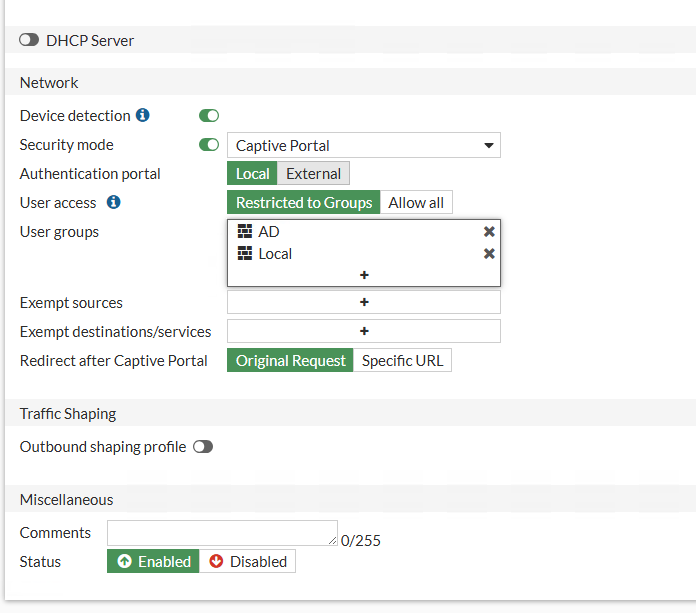 DHCP Server
Network
Device detection
Security mode Captive Portal
Authentication portal Local External
User access Restricted to Groups Allow all
User groups AD
Local
+
Exempt sources +
Exempt destinations/services +
Redirect after Captive Portal Original Request Specific URL
Traffic Shaping
Outbound shaping profile
Miscellaneous
Comments 0/255
Status Enabled Disabled